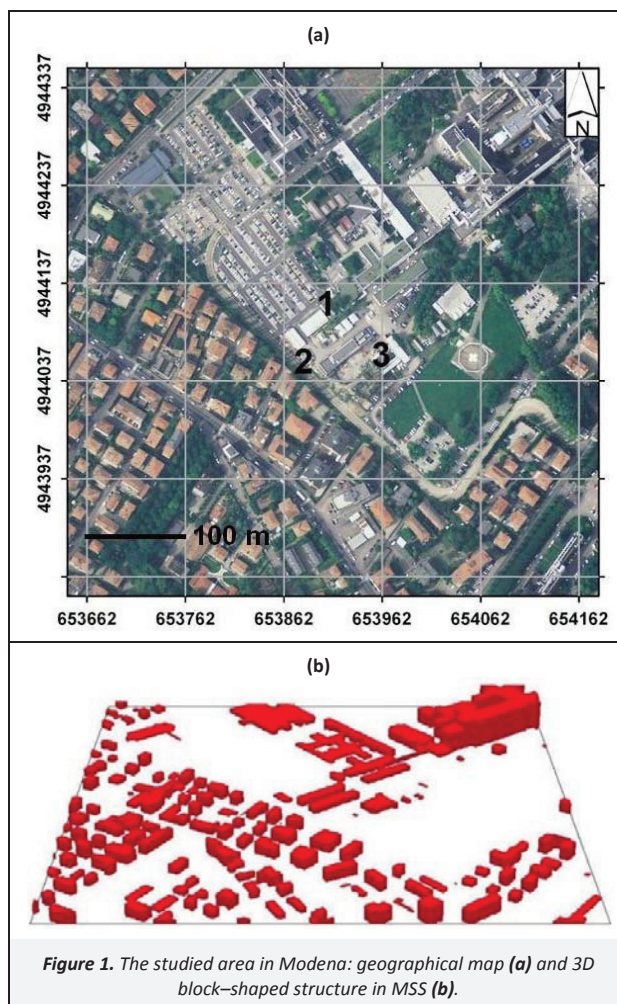 (a)
4944337
N
4944237
4944137
1
2
3
4944037
4943937
100 m
653662 653762 653862 653962 654062 654162
(b)
Figure 1. The studied area in Modena: geographical map (a) and 3D
block–shaped structure in MSS (b).